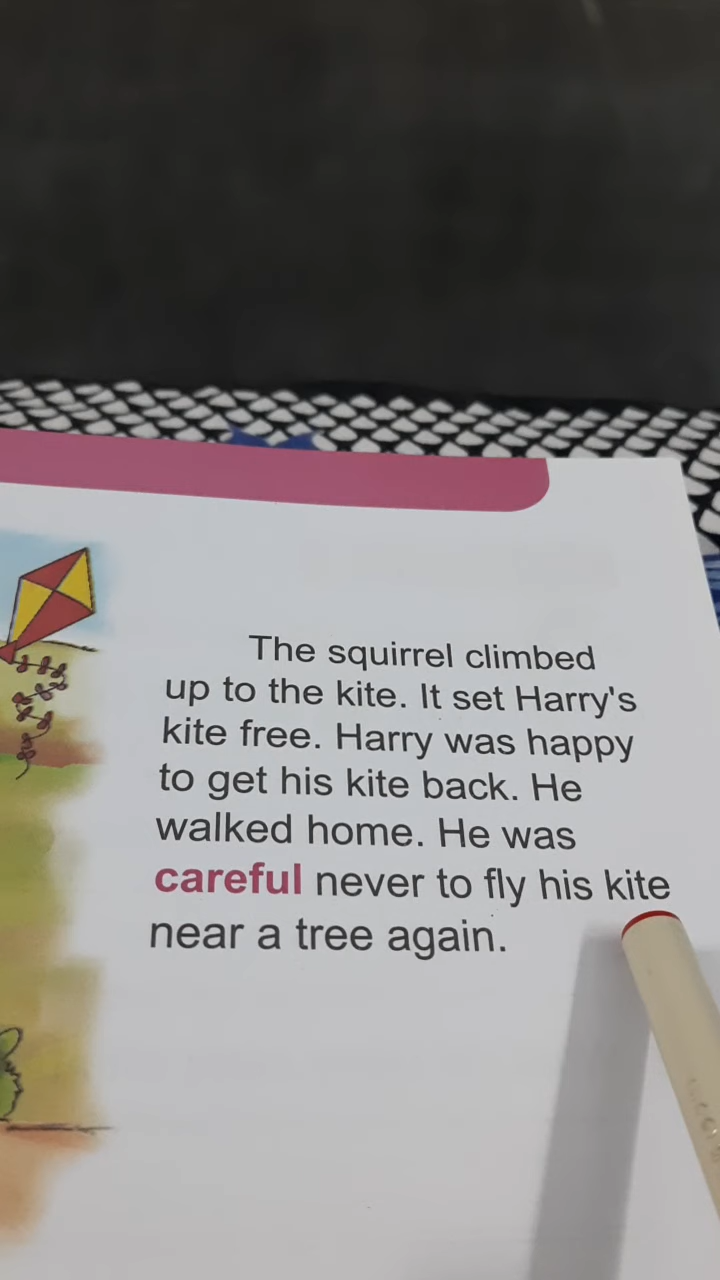 The squirrel climbed
up to the kite. It set Harry's
kite free. Harry was happy
to get his kite back. He
walked home. He was
careful never to fly his kite
near a tree again.